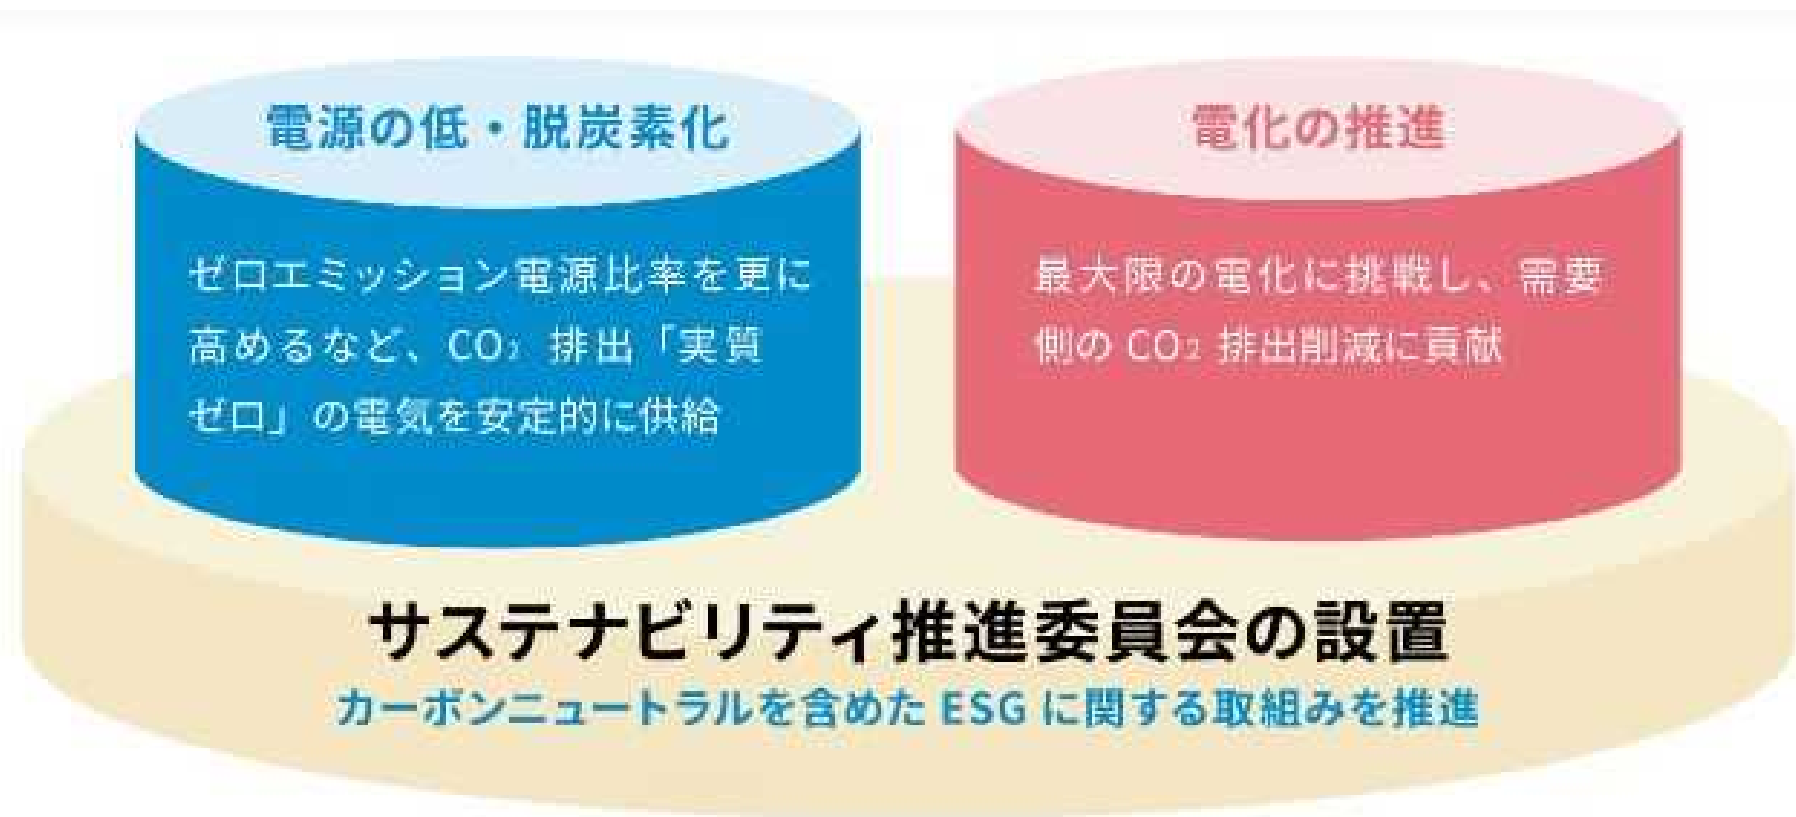 電源の低・脱炭素化
ゼロエミッション電源比率を更に
高めるなど、CO₂ 排出「実質
ゼロ」の電気を安定的に供給
電化の推進
最大限の電化に挑戦し、需要
側の CO₂ 排出削減に貢献
サステナビリティ推進委員会の設置
カーボンニュートラルを含めた ESG に関する取組みを推進